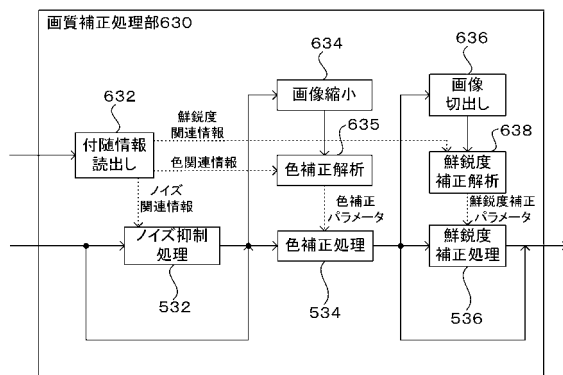 画質補正処理部630
634
636
画像縮小
画像
切出し
632
鮮鋭度
関連情報
635
638
付随情報
読出し
色関連情報
色補正解析
鮮鋭度
補正解析
ノイズ
関連情報
色補正
パラメータ
鮮鋭度補正
パラメータ
ノイズ抑制
処理
色補正処理
鮮鋭度
補正処理
532
534
536